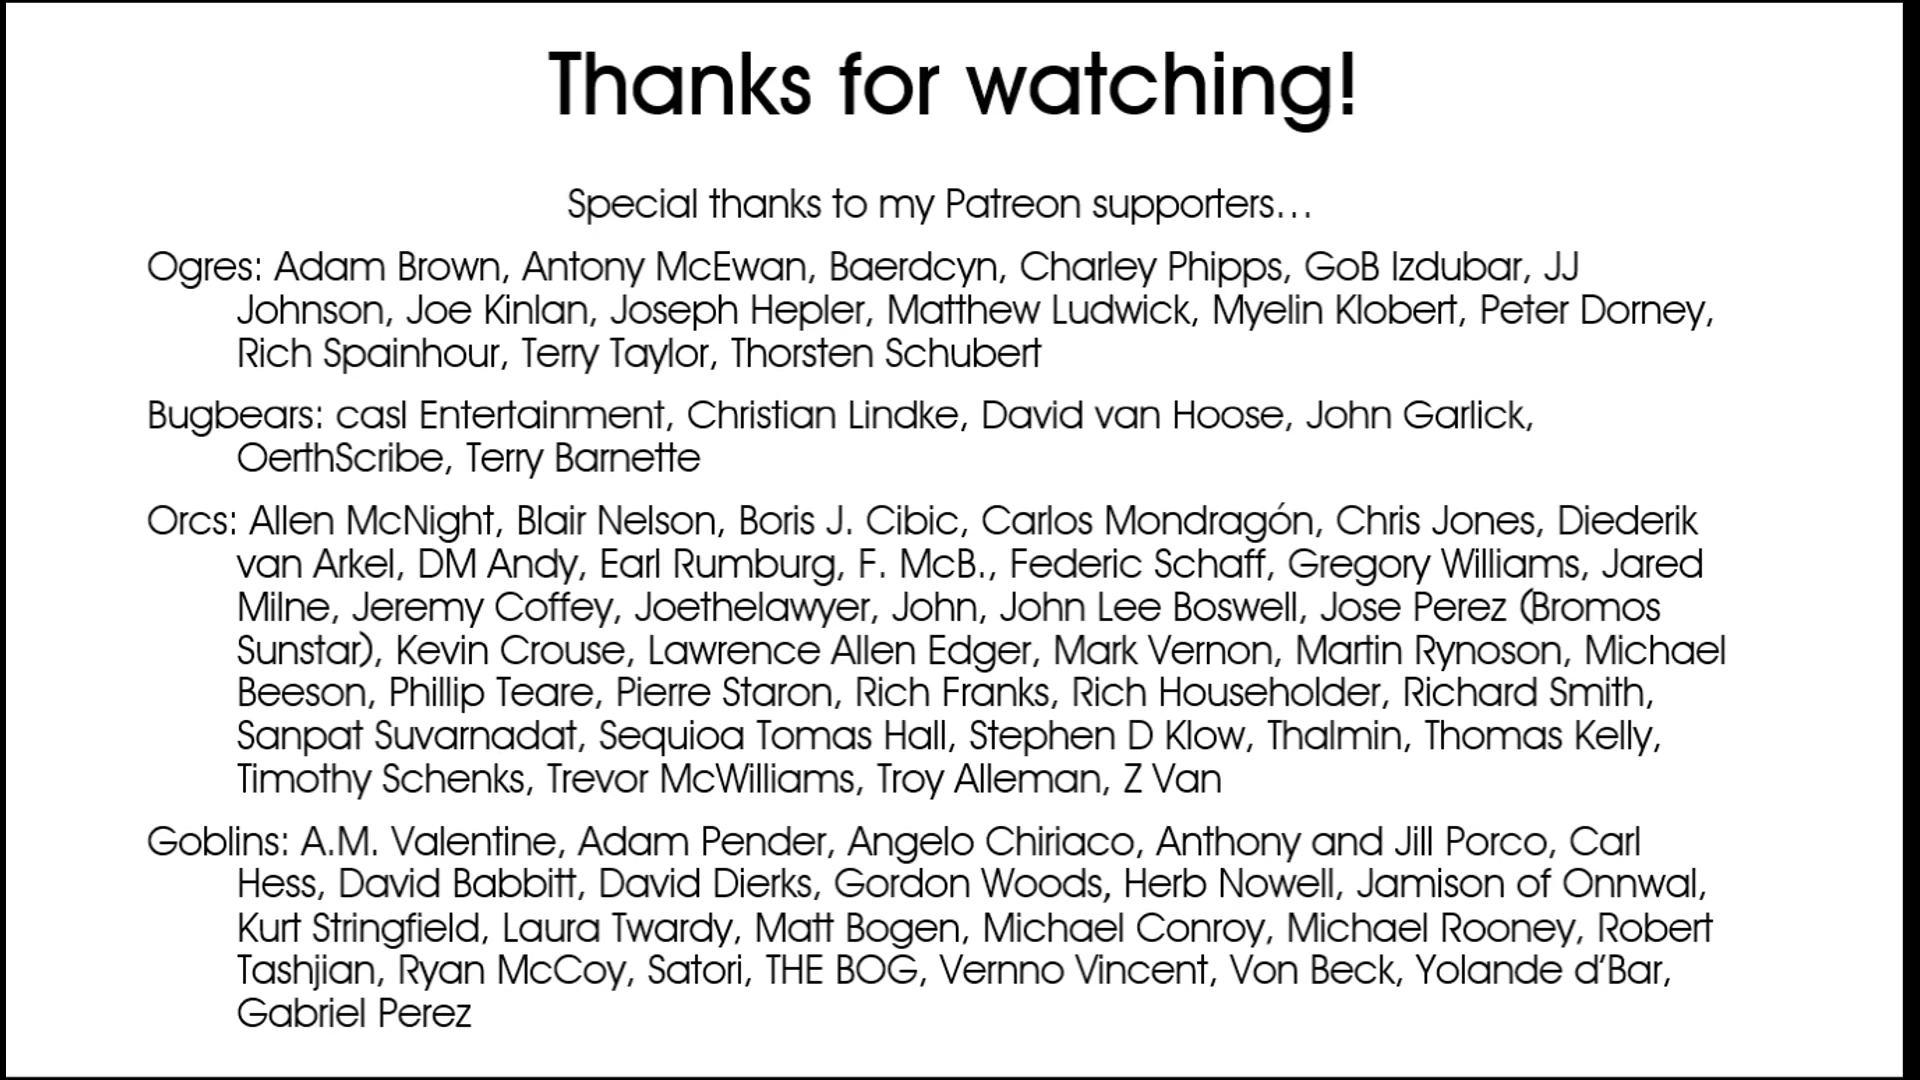 Thanks for watching!
Special thanks to my Patreon supporters…
Ogres: Adam Brown, Antony McEwan, Baerdcyn, Charley Phipps, GoB Izdubar, JJ
Johnson, Joe Kinlan, Joseph Hepler, Matthew Ludwick, Myelin Klobert, Peter Dorney,
Rich Spainhour, Terry Taylor, Thorsten Schubert
Bugbears: casl Entertainment, Christian Lindke, David van Hoose, John Garlick,
OerthScribe, Terry Barnette
Orcs: Allen McNight, Blair Nelson, Boris J. Cibic, Carlos Mondragón, Chris Jones, Diederik
van Arkel, DM Andy, Earl Rumburg, F. McB., Federic Schaff, Gregory Williams, Jared
Milne, Jeremy Coffey, Joethelawyer, John, John Lee Boswell, Jose Perez (Bromos
Sunstar), Kevin Crouse, Lawrence Allen Edger, Mark Vernon, Martin Rynoson, Michael
Beeson, Phillip Teare, Pierre Staron, Rich Franks, Rich Householder, Richard Smith,
Sanpat Suvarnadat, Sequioa Tomas Hall, Stephen D Klow, Thalmin, Thomas Kelly,
Timothy Schenks, Trevor McWilliams, Troy Alleman, Z Van
Goblins: A.M. Valentine, Adam Pender, Angelo Chiriaco, Anthony and Jill Porco, Carl
Hess, David Babbitt, David Dierks, Gordon Woods, Herb Nowell, Jamison of Onnwal,
Kurt Stringfield, Laura Twardy, Matt Bogen, Michael Conroy, Michael Rooney, Robert
Tashjian, Ryan McCoy, Satori, THE BOG, Vernno Vincent, Von Beck, Yolande d’Bar,
Gabriel Perez